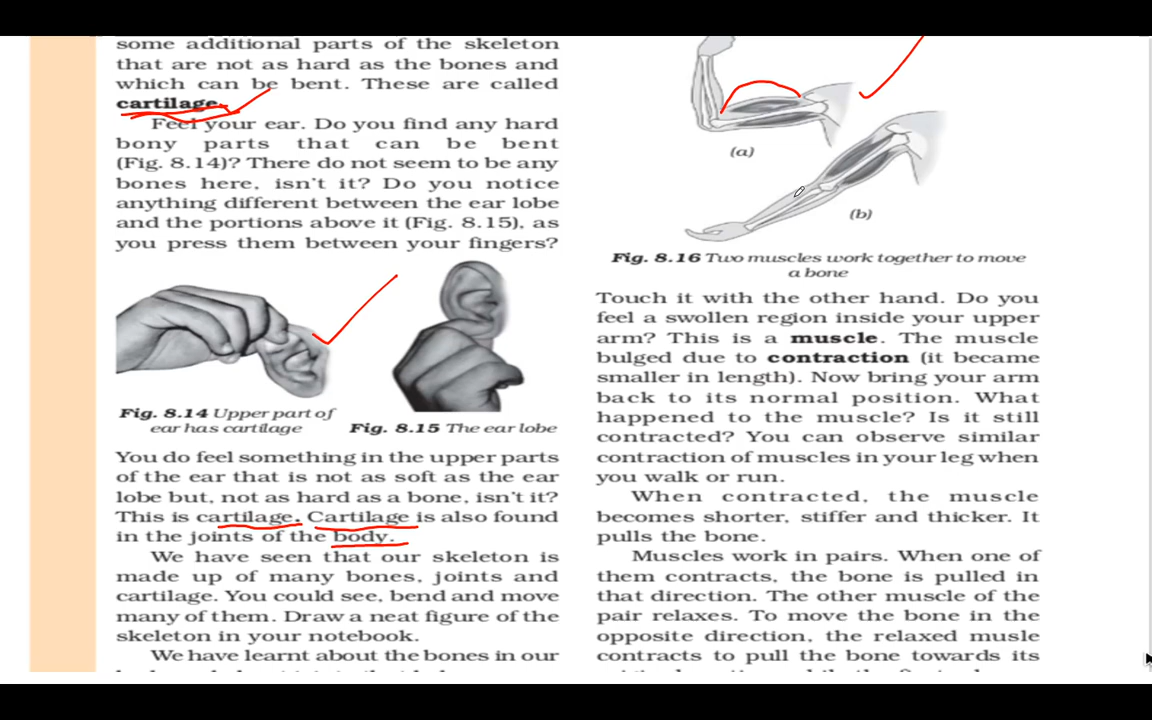 some additional parts of the skeleton
that are not as hard as the bones and
which can be bent. These are called
cartilage.
Feel your ear. Do you find any hard
bony parts that can be bent
(Fig. 8.14)? There do not seem to be any
bones here, isn't it? Do you notice
anything different between the ear lobe
and the portions above it (Fig. 8.15), as
you press them between your fingers?
Fig. 8.14 Upper part of
ear has cartilage
Fig. 8.15 The ear lobe
You do feel something in the upper parts
of the ear that is not as soft as the ear
lobe but, not as hard as a bone, isn't it?
This is cartilage. Cartilage is also found
in the joints of the body.
We have seen that our skeleton is
made up of many bones, joints and
cartilage. You could see, bend and move
many of them. Draw a neat figure of the
skeleton in your notebook.
We have learnt about the bones in our
(a)
(b)
Fig. 8.16 Two muscles work together to move
a bone
Touch it with the other hand. Do you
feel a swollen region inside your upper
arm? This is a muscle. The muscle
bulged due to contraction (it became
smaller in length). Now bring your arm
back to its normal position. What
happened to the muscle? Is it still
contracted? You can observe similar
contraction of muscles in your leg when
you walk or run.
When contracted, the muscle
becomes shorter, stiffer and thicker. It
pulls the bone.
Muscles work in pairs. When one of
them contracts, the bone is pulled in
that direction. The other muscle of the
pair relaxes. To move the bone in the
opposite direction, the relaxed musle
contracts to pull the bone towards its